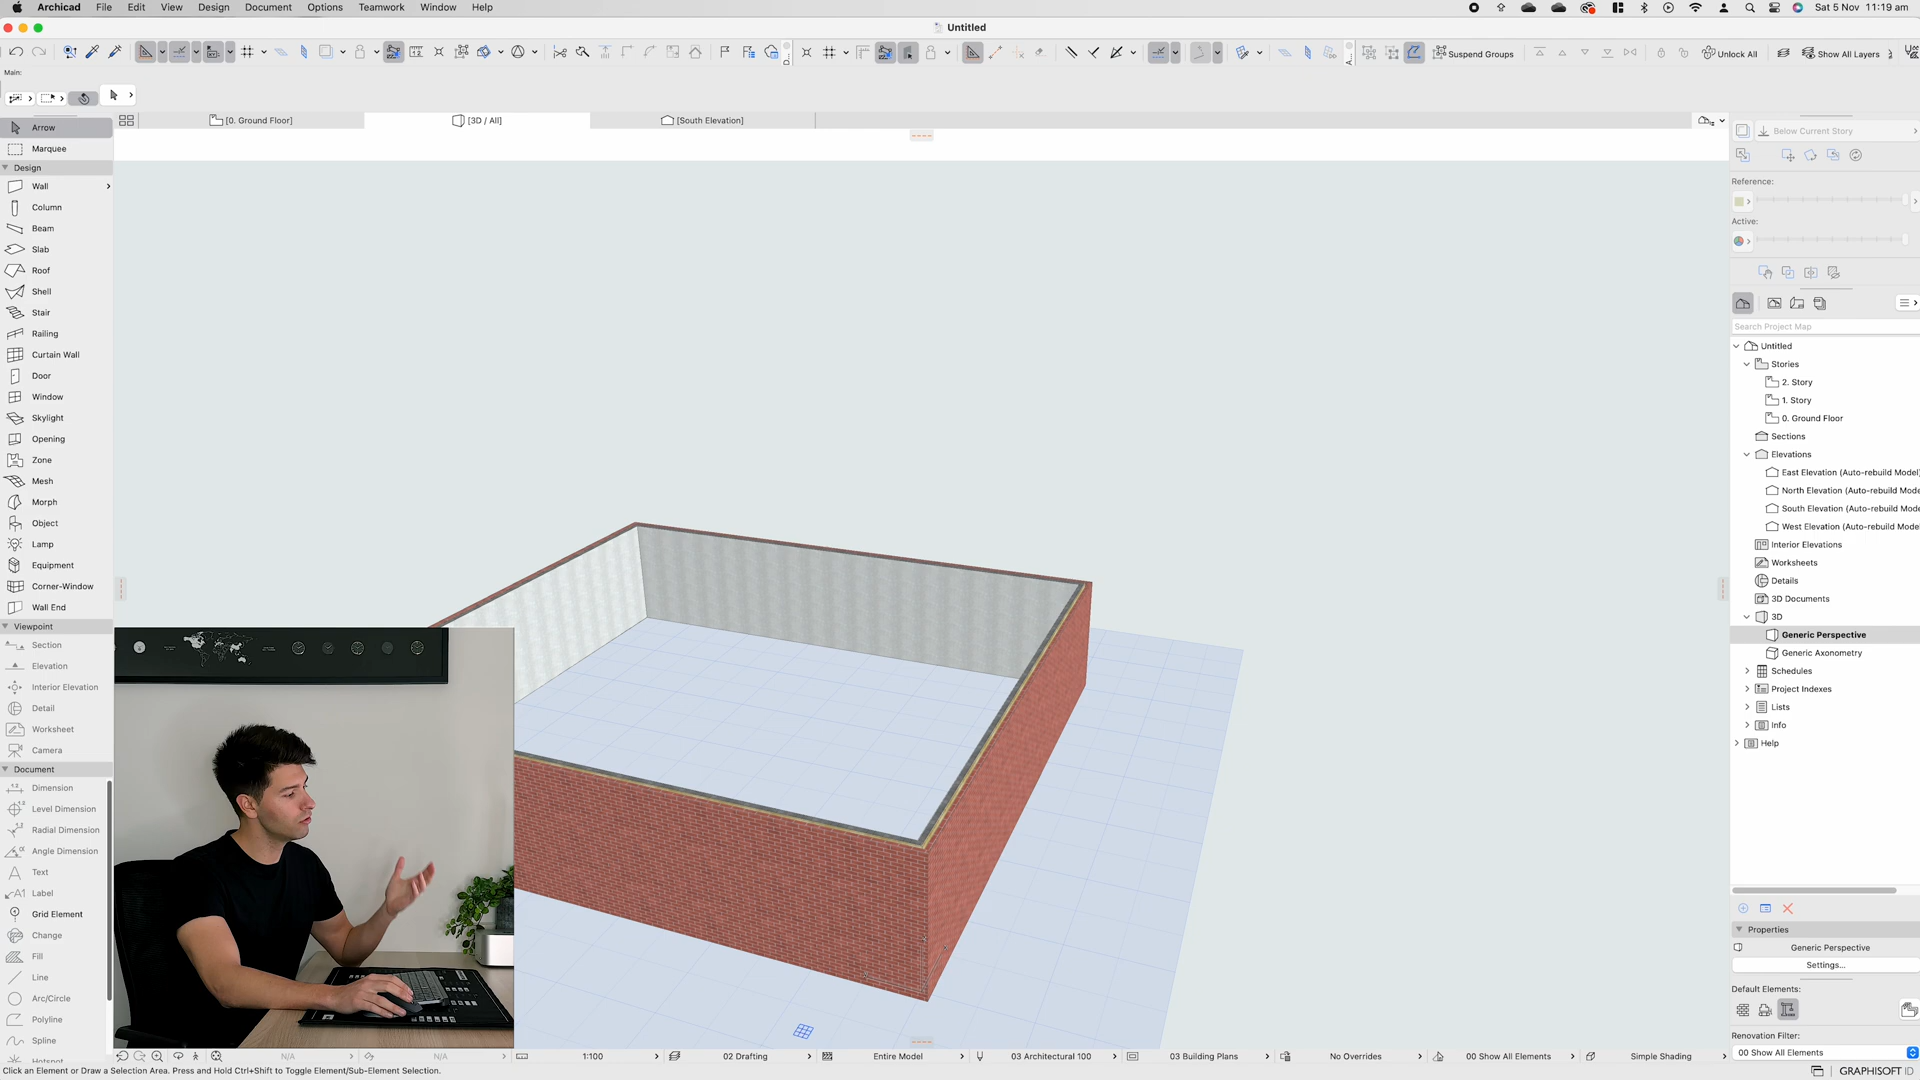 Archicad File Edit View Design Document Options Teamwork Window Help
Sat 5 Nov 11:19 am
Untitled
Suspend Groups
Unlock All
Show All Layers
Main:
[0. Ground Floor]
[3D / All]
[South Elevation]
Arrow
Marquee
Design
Wall
Column
Beam
Slab
Roof
Shell
Stair
Railing
Curtain Wall
Door
Window
Skylight
Opening
Zone
Mesh
Morph
Object
Lamp
Equipment
Corner-Window
Wall End
Viewpoint
Section
Elevation
Interior Elevation
Detail
Worksheet
Camera
Document
Dimension
Level Dimension
Radial Dimension
Angle Dimension
Text
Label
Grid Element
Change
Fill
Line
Arc/Circle
Polyline
Spline
Hotspot
Below Current Story
Reference:
Active:
Search Project Map
Untitled
Stories
2. Story
1. Story
0. Ground Floor
Sections
Elevations
East Elevation (Auto-rebuild Model)
North Elevation (Auto-rebuild Mode
South Elevation (Auto-rebuild Mode
West Elevation (Auto-rebuild Mode
Interior Elevations
Worksheets
Details
3D Documents
3D
Generic Perspective
Generic Axonometry
Schedules
Project Indexes
Lists
Info
Help
Properties
Generic Perspective
Settings...
Default Elements:
Renovation Filter:
00 Show All Elements
N/A
N/A
1:100
02 Drafting
Entire Model
03 Architectural 100
03 Building Plans
No Overrides
00 Show All Elements
Simple Shading
Click an Element or Draw a Selection Area. Press and Hold Ctrl+Shift to Toggle Element/Sub-Element Selection.
GRAPHISOFT ID